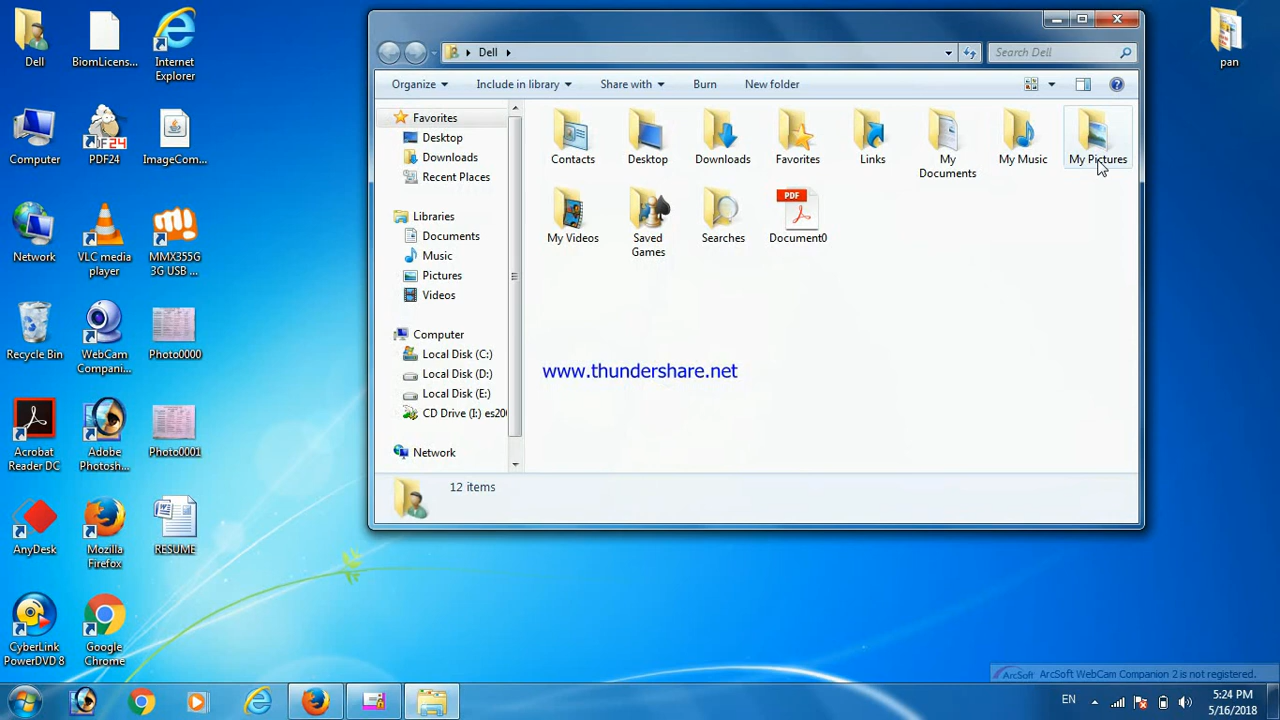 Dell
BiomLicens...
Internet
Explorer
Computer
PDF24
ImageCom...
Network
VLC media
player
MMX355G
3G USB ...
Recycle Bin
WebCam
Compani...
Photo0000
Acrobat
Reader DC
Adobe
Photosh...
Photo0001
AnyDesk
Mozilla
Firefox
RESUME
CyberLink
PowerDVD 8
Google
Chrome
pan
Dell
Search Dell
Organize
Include in library
Share with
Burn
New folder
Favorites
Desktop
Downloads
Recent Places
Libraries
Documents
Music
Pictures
Videos
Computer
Local Disk (C:)
Local Disk (D:)
Local Disk (E:)
CD Drive (I:) es20
Network
Contacts
Desktop
Downloads
Favorites
Links
My
Documents
My Music
My Pictures
My Videos
Saved
Games
Searches
PDF
Document0
www.thundershare.net
12 items
ArcSoft ArcSoft WebCam Companion 2 is not registered.
EN
5:24 PM
5/16/2018